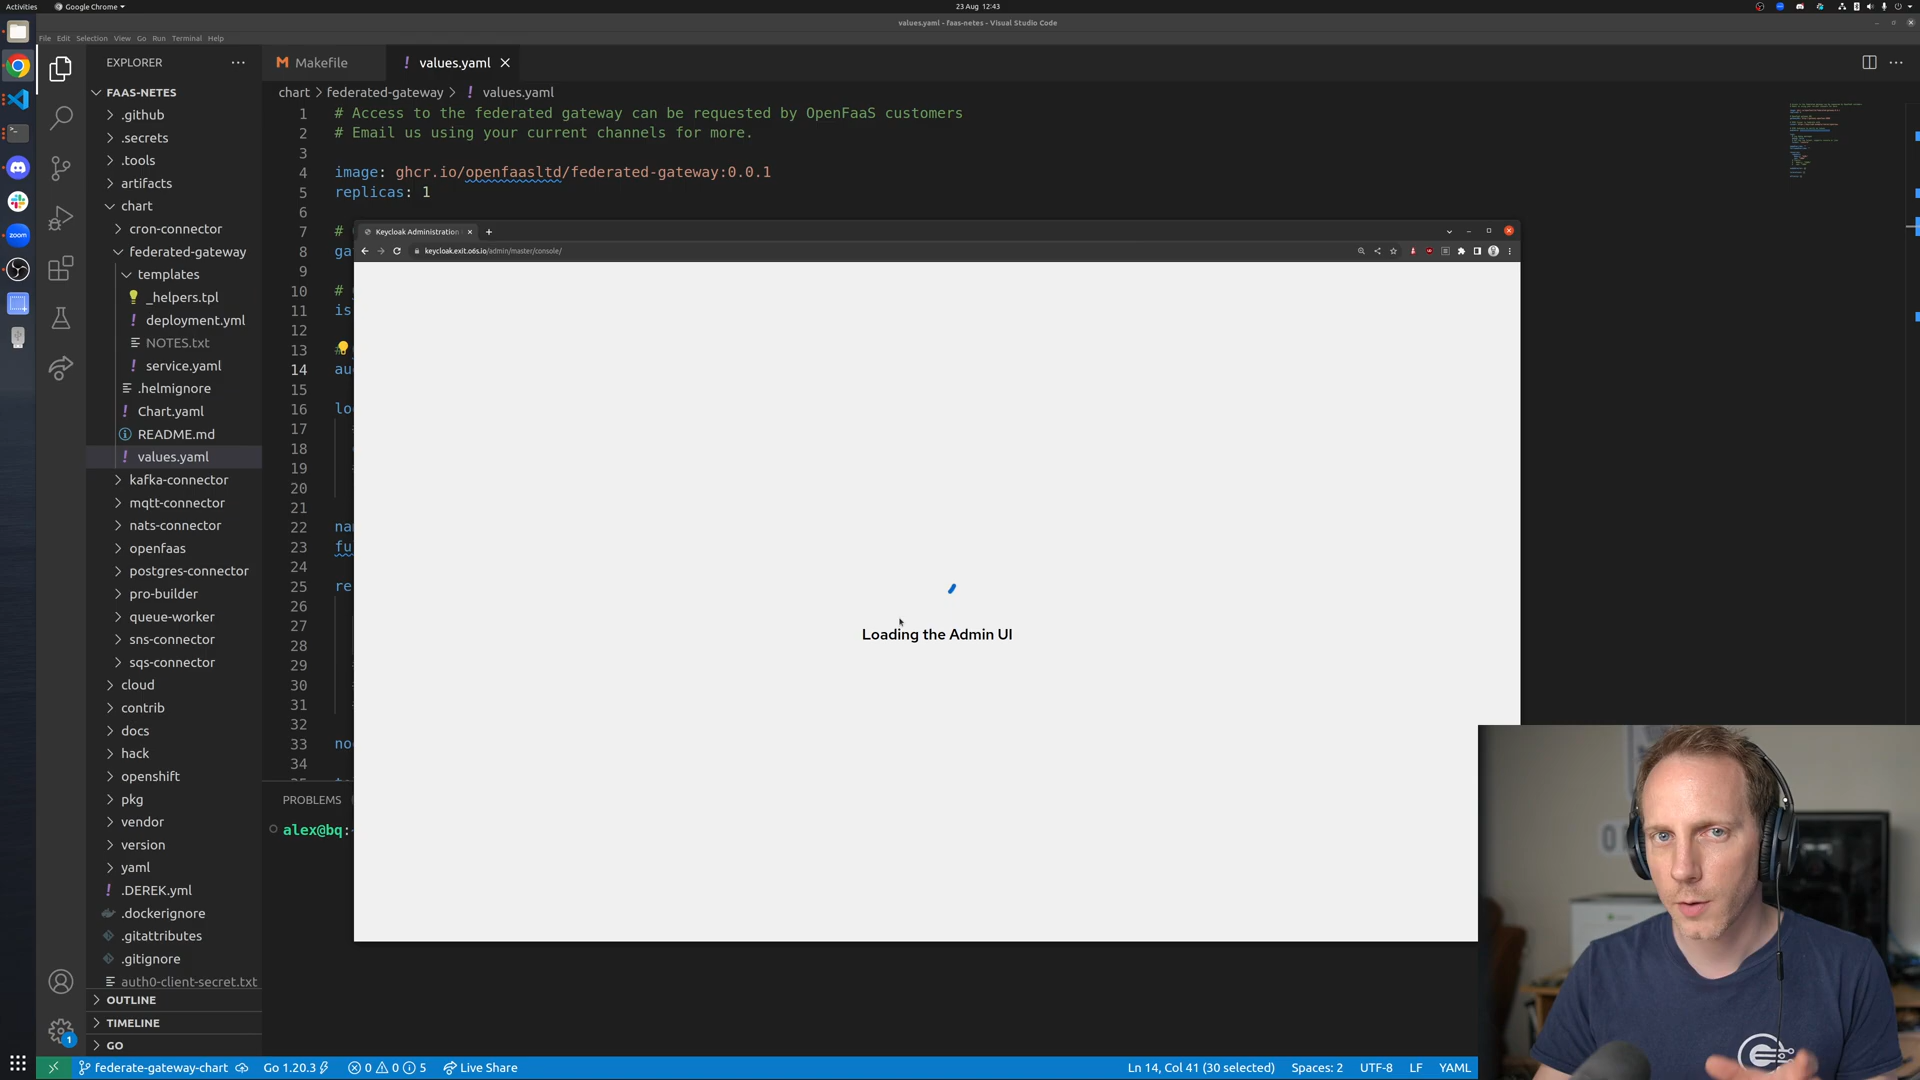 Activities
Google Chrome
23 Aug 12:43
values.yaml - faas-netes - Visual Studio Code
File Edit Selection View Go Run Terminal Help
EXPLORER
FAAS-NETES
.github
.secrets
.tools
artifacts
chart
cron-connector
federated-gateway
templates
_helpers.tpl
deployment.yml
NOTES.txt
service.yaml
.helmignore
Chart.yaml
README.md
values.yaml
kafka-connector
mqtt-connector
nats-connector
openfaas
postgres-connector
pro-builder
queue-worker
sns-connector
sqs-connector
cloud
contrib
docs
hack
openshift
pkg
vendor
version
yaml
.DEREK.yml
.dockerignore
.gitattributes
.gitignore
auth0-client-secret.txt
OUTLINE
TIMELINE
GO
Makefile
values.yaml
chart > federated-gateway > values.yaml
1 # Access to the federated gateway can be requested by OpenFaaS customers
2 # Email us using your current channels for more.
3
4 image: ghcr.io/openfaasltd/federated-gateway:0.0.1
5 replicas: 1
6
7 #
8 ga
9
10 #
11 is
12
13 #
14 au
15
16 lo
17
18
19
20
21
22 na
23 fu
24
25 re
26
27
28
29
30
31
32
33 no
34
Keycloak Administration
keycloak.exit.o6s.io/admin/master/console/
Loading the Admin UI
PROBLEMS
alex@bq:
zoom
1
federate-gateway-chart
Go 1.20.3
0 0 5
Live Share
Ln 14, Col 41 (30 selected)
Spaces: 2
UTF-8
LF
YAML